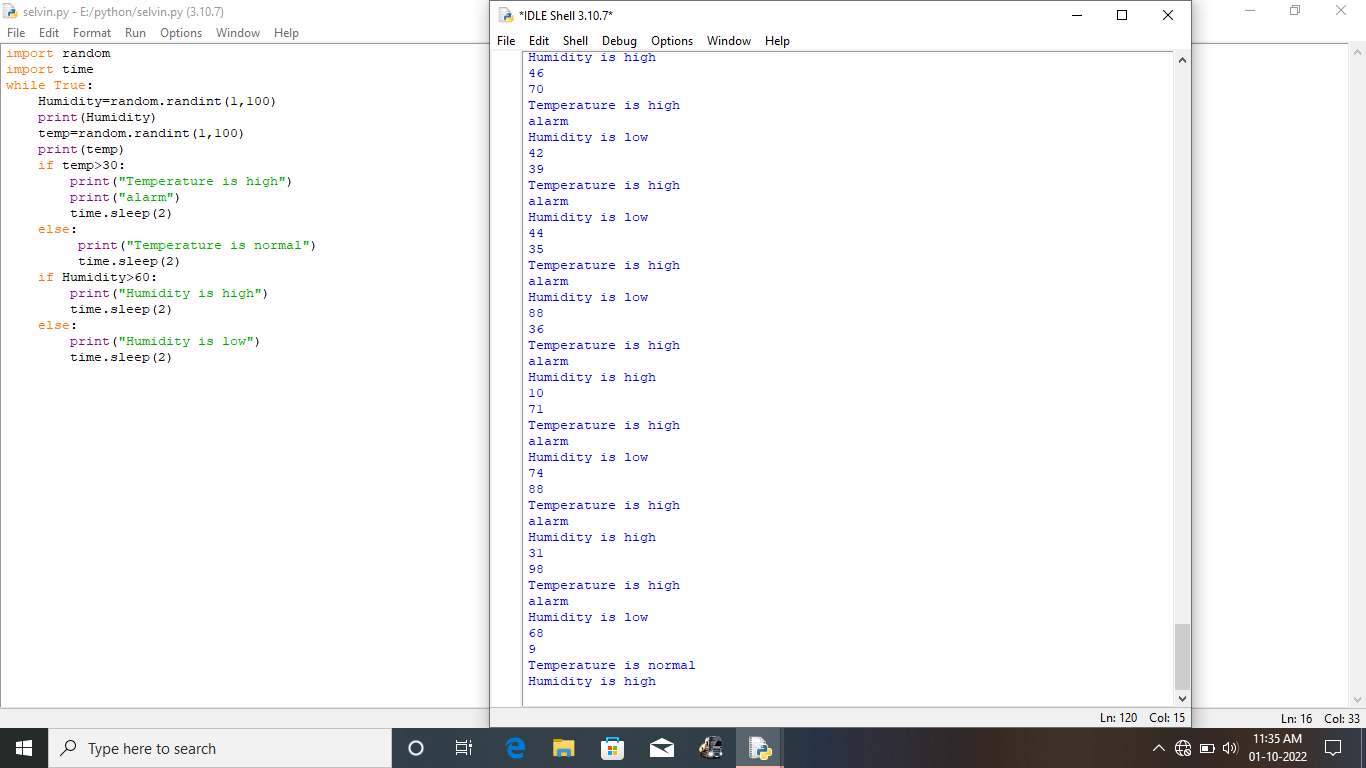 selvin.py - E:/python/selvin.py (3.10.7)
File Edit Format Run Options Window Help
import random
import time
while True:
    Humidity=random.randint(1,100)
    print(Humidity)
    temp=random.randint(1,100)
    print(temp)
    if temp>30:
        print("Temperature is high")
        print("alarm")
        time.sleep(2)
    else:
         print("Temperature is normal")
         time.sleep(2)
    if Humidity>60:
        print("Humidity is high")
        time.sleep(2)
    else:
        print("Humidity is low")
        time.sleep(2)
*IDLE Shell 3.10.7*
File Edit Shell Debug Options Window Help
Humidity is high
46
70
Temperature is high
alarm
Humidity is low
42
39
Temperature is high
alarm
Humidity is low
44
35
Temperature is high
alarm
Humidity is low
88
36
Temperature is high
alarm
Humidity is high
10
71
Temperature is high
alarm
Humidity is low
74
88
Temperature is high
alarm
Humidity is high
31
98
Temperature is high
alarm
Humidity is low
68
9
Temperature is normal
Humidity is high
Ln: 120 Col: 15
Ln: 16 Col: 33
Type here to search
11:35 AM
01-10-2022